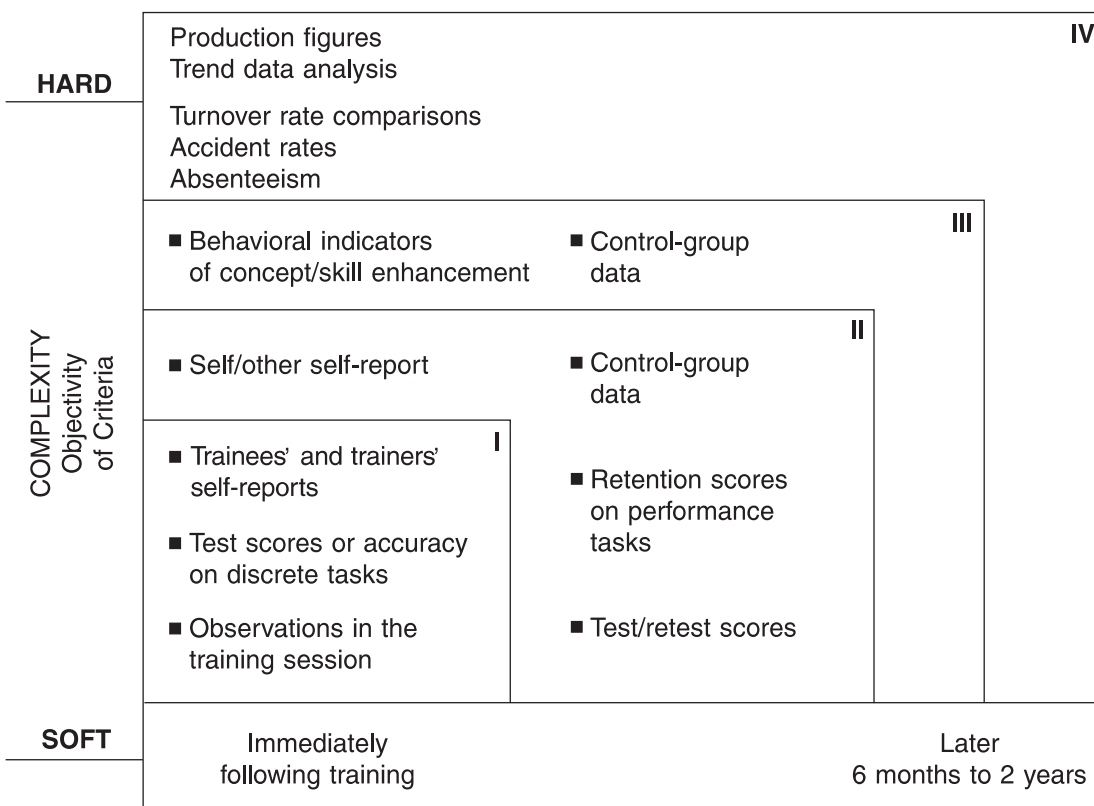 IV
Production figures
Trend data analysis
HARD
Turnover rate comparisons
Accident rates
Absenteeism
III
■ Behavioral indicators
of concept/skill enhancement
■ Control-group
data
II
■ Self/other self-report
■ Control-group
data
COMPLEXITY
Objectivity
of Criteria
I
■ Trainees' and trainers'
self-reports
■ Test scores or accuracy
on discrete tasks
■ Observations in the
training session
■ Retention scores
on performance
tasks
■ Test/retest scores
SOFT
Immediately
following training
Later
6 months to 2 years